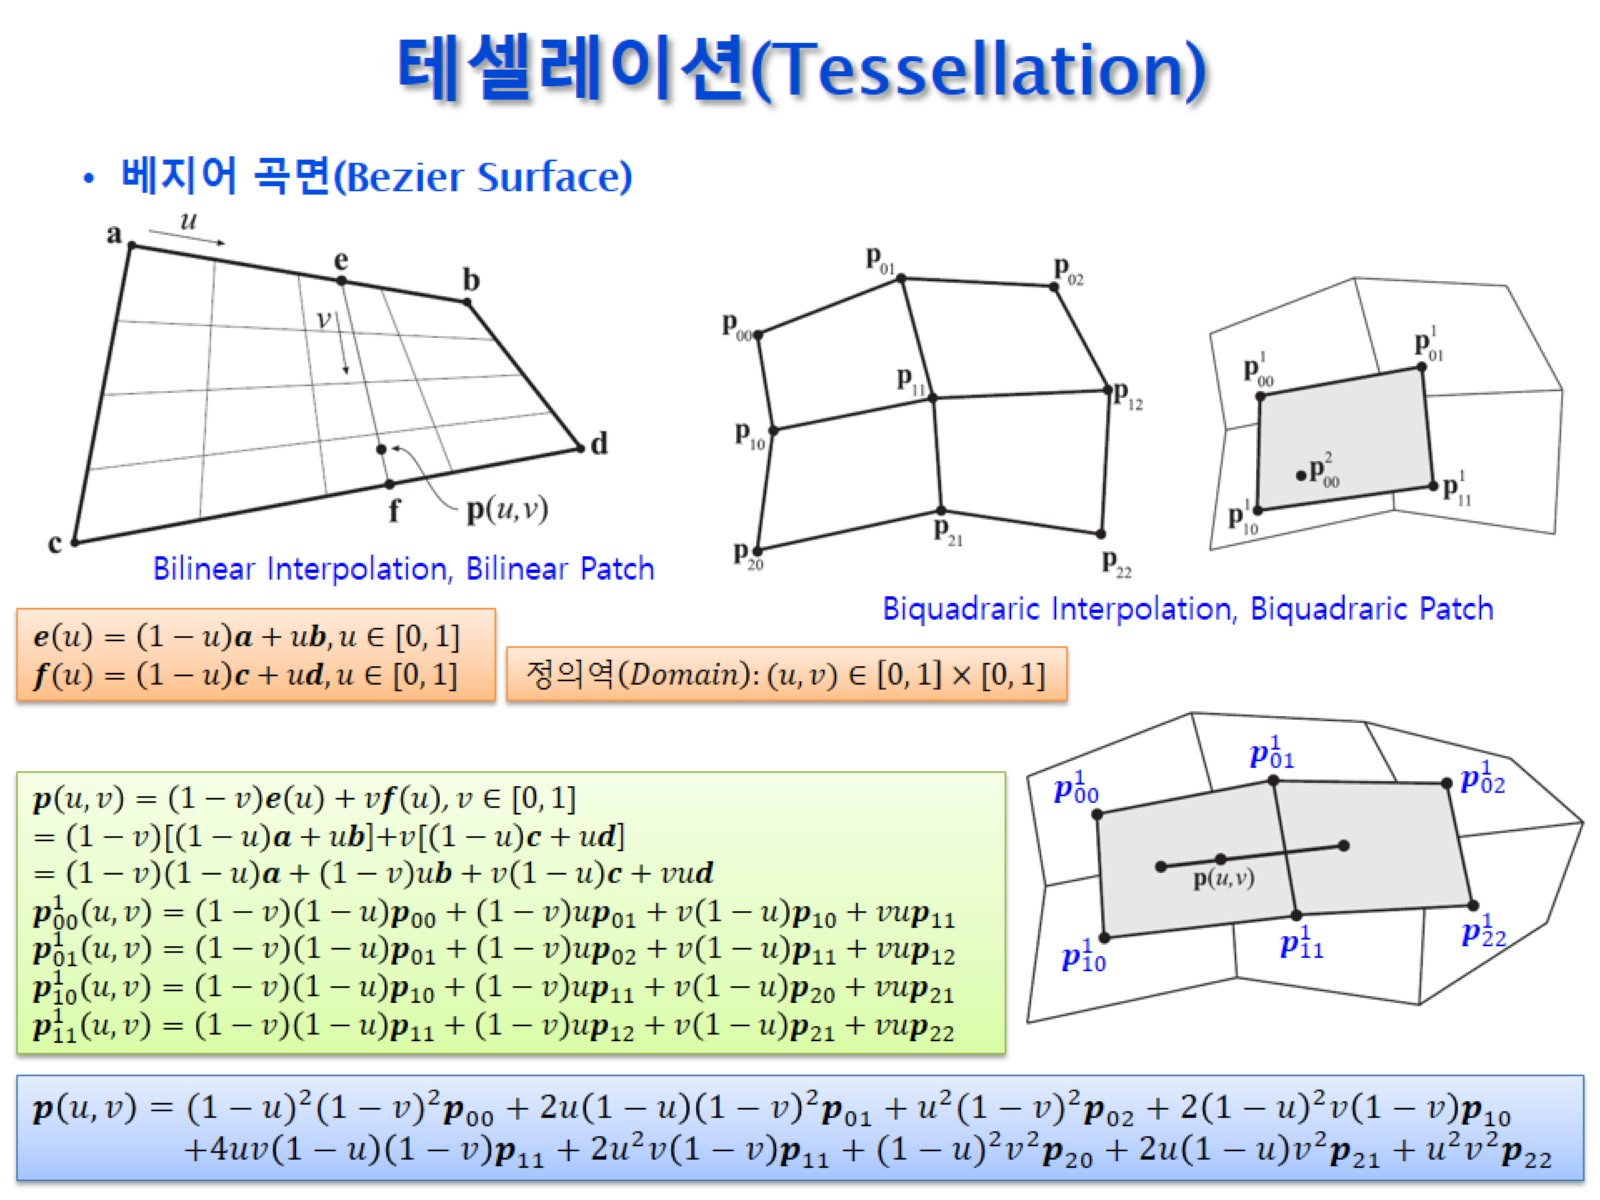 테셀레이션(Tessellation)
• 베지어 곡면(Bezier Surface)
a
u
e
b
v
d
f
p(u,v)
c
Bilinear Interpolation, Bilinear Patch
p₀₁
p₀₂
p₀₀
p₁₁
p₁₂
p₁₀
p₂₁
p₂₀
p₂₂
p¹₀₁
p¹₀₀
p²₀₀
p¹₁₁
p¹₁₀
Biquadraric Interpolation, Biquadraric Patch
e(u) = (1 − u)a + ub, u ∈ [0, 1]
f(u) = (1 − u)c + ud, u ∈ [0, 1]
정의역(Domain): (u, v) ∈ [0, 1] × [0, 1]
p¹₀₁
p¹₀₂
p¹₀₀
p(u,v)
p¹₂₂
p¹₁₁
p¹₁₀
p(u, v) = (1 − v)e(u) + vf(u), v ∈ [0, 1]
= (1 − v)[(1 − u)a + ub]+v[(1 − u)c + ud]
= (1 − v)(1 − u)a + (1 − v)ub + v(1 − u)c + vud
p¹₀₀(u, v) = (1 − v)(1 − u)p₀₀ + (1 − v)up₀₁ + v(1 − u)p₁₀ + vup₁₁
p¹₀₁(u, v) = (1 − v)(1 − u)p₀₁ + (1 − v)up₀₂ + v(1 − u)p₁₁ + vup₁₂
p¹₁₀(u, v) = (1 − v)(1 − u)p₁₀ + (1 − v)up₁₁ + v(1 − u)p₂₀ + vup₂₁
p¹₁₁(u, v) = (1 − v)(1 − u)p₁₁ + (1 − v)up₁₂ + v(1 − u)p₂₁ + vup₂₂
p(u, v) = (1 − u)²(1 − v)²p₀₀ + 2u(1 − u)(1 − v)²p₀₁ + u²(1 − v)²p₀₂ + 2(1 − u)²v(1 − v)p₁₀
+4uv(1 − u)(1 − v)p₁₁ + 2u²v(1 − v)p₁₁ + (1 − u)²v²p₂₀ + 2u(1 − u)v²p₂₁ + u²v²p₂₂